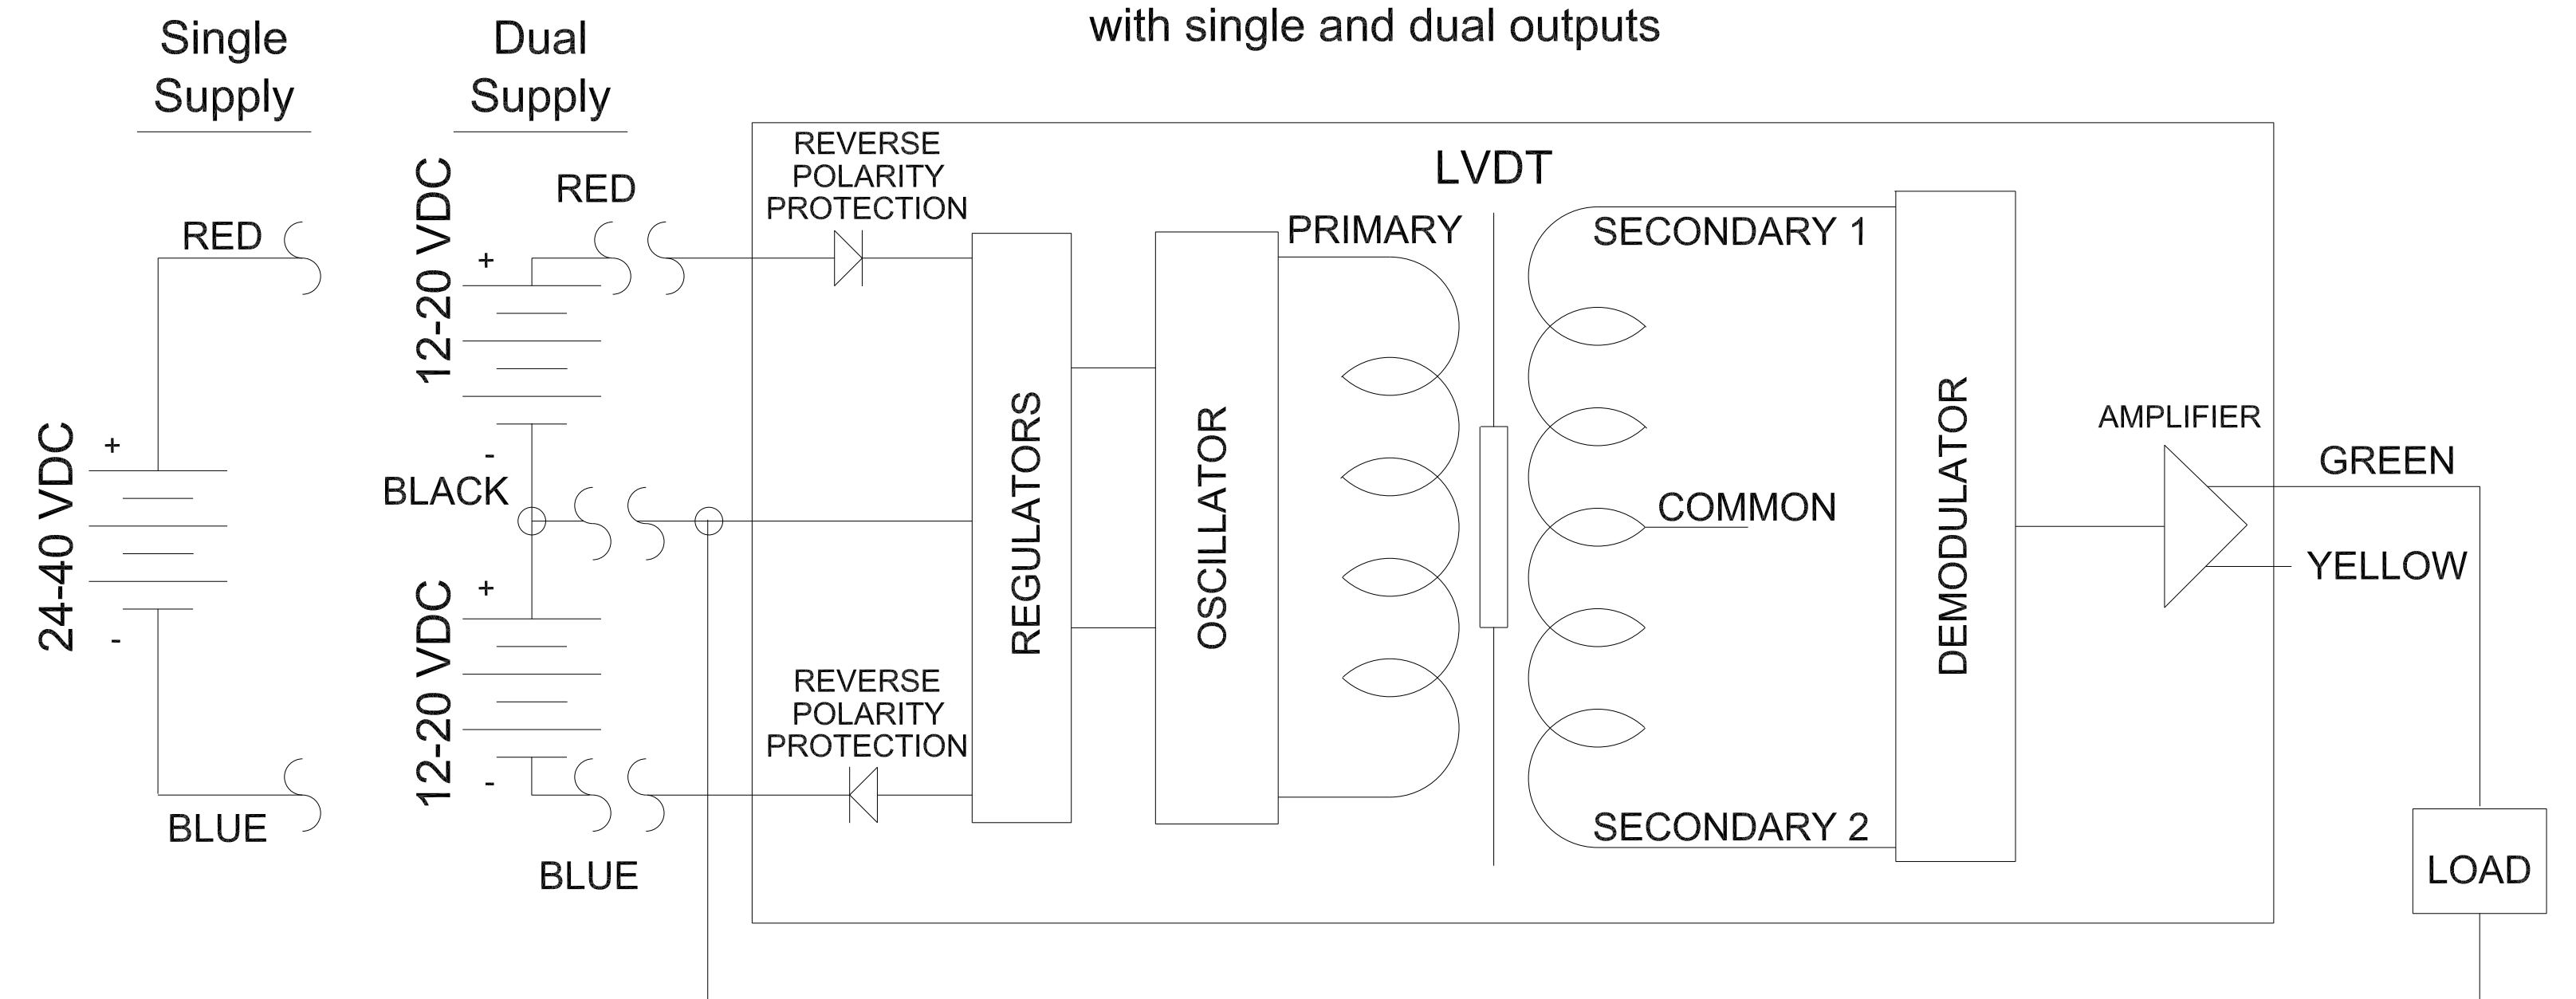 with single and dual outputs
Single
Supply
Dual
Supply
RED
24-40 VDC
+
-
BLUE
12-20 VDC
RED
+
-
BLACK
12-20 VDC
+
-
BLUE
REVERSE
POLARITY
PROTECTION
REVERSE
POLARITY
PROTECTION
REGULATORS
OSCILLATOR
LVDT
PRIMARY
SECONDARY 1
COMMON
SECONDARY 2
DEMODULATOR
AMPLIFIER
GREEN
YELLOW
LOAD